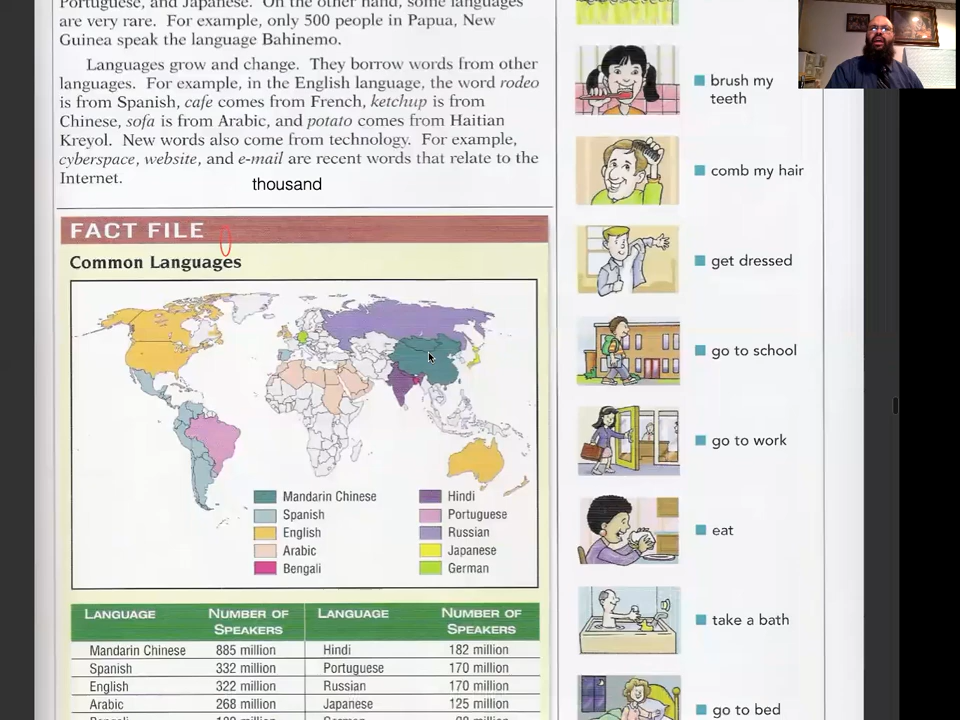 Portuguese, and Japanese. On the other hand, some languages
are very rare. For example, only 500 people in Papua, New
Guinea speak the language Bahinemo.
Languages grow and change. They borrow words from other
languages. For example, in the English language, the word rodeo
is from Spanish, cafe comes from French, ketchup is from
Chinese, sofa is from Arabic, and potato comes from Haitian
Kreyol. New words also come from technology. For example,
cyberspace, website, and e-mail are recent words that relate to the
Internet.
thousand
FACT FILE
Common Languages
Mandarin Chinese
Spanish
English
Arabic
Bengali
Hindi
Portuguese
Russian
Japanese
German
LANGUAGE NUMBER OF SPEAKERS LANGUAGE NUMBER OF SPEAKERS
Mandarin Chinese 885 million Hindi 182 million
Spanish 332 million Portuguese 170 million
English 322 million Russian 170 million
Arabic 268 million Japanese 125 million
brush my
teeth
comb my hair
get dressed
go to school
go to work
eat
take a bath
go to bed